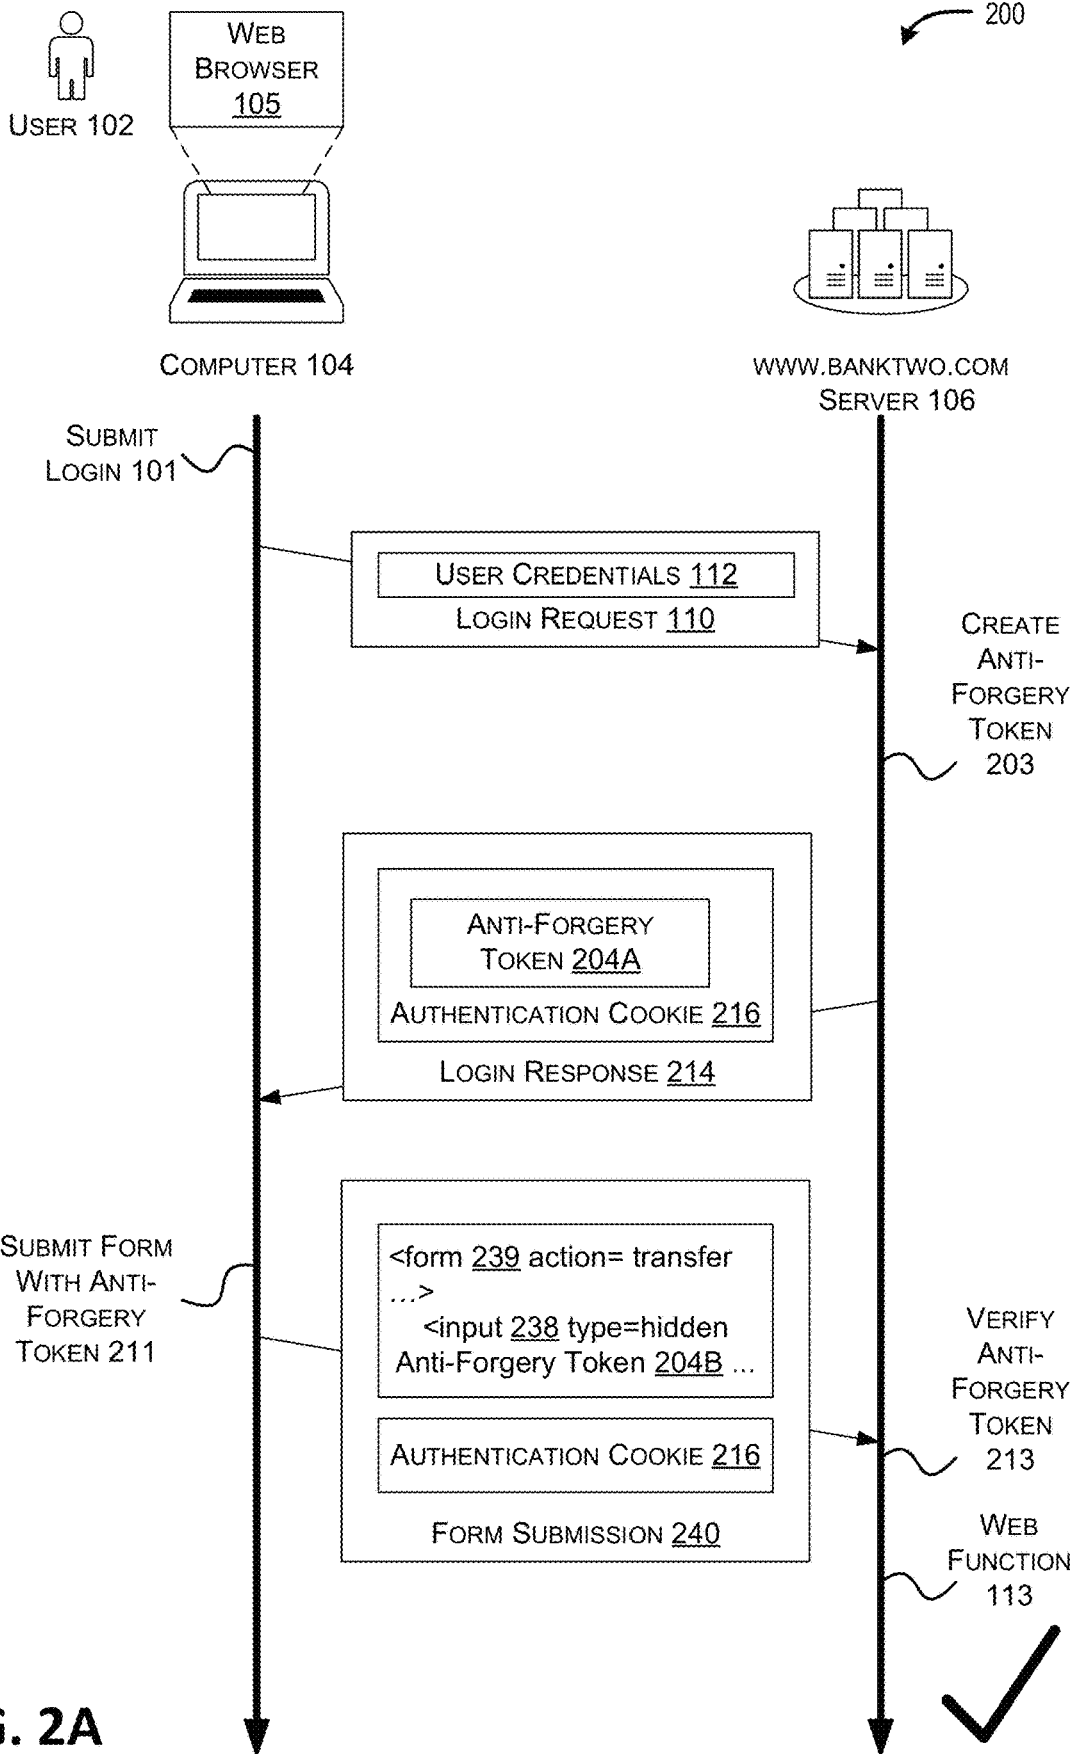 200
WEB
BROWSER
105
USER 102
COMPUTER 104
WWW.BANKTWO.COM
SERVER 106
SUBMIT
LOGIN 101
USER CREDENTIALS 112
LOGIN REQUEST 110
CREATE
ANTI-
FORGERY
TOKEN
203
ANTI-FORGERY
TOKEN 204A
AUTHENTICATION COOKIE 216
LOGIN RESPONSE 214
SUBMIT FORM
WITH ANTI-
FORGERY
TOKEN 211
<form 239 action= transfer
...>
<input 238 type=hidden
Anti-Forgery Token 204B ...
AUTHENTICATION COOKIE 216
FORM SUBMISSION 240
VERIFY
ANTI-
FORGERY
TOKEN
213
WEB
FUNCTION
113
G. 2A